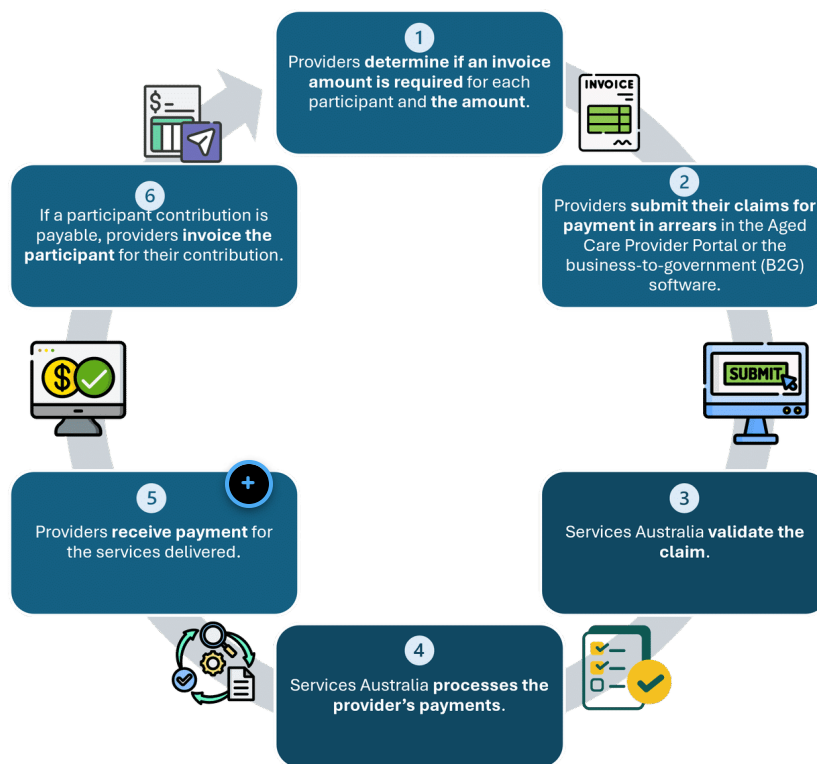 1
Providers determine if an invoice
amount is required for each
participant and the amount.
INVOICE
$
2
Providers submit their claims for
payment in arrears in the Aged
Care Provider Portal or the
business-to-government (B2G)
software.
SUBMIT
3
Services Australia validate the
claim.
4
Services Australia processes the
provider’s payments.
5
Providers receive payment for
the services delivered.
+
$
6
If a participant contribution is
payable, providers invoice the
participant for their contribution.